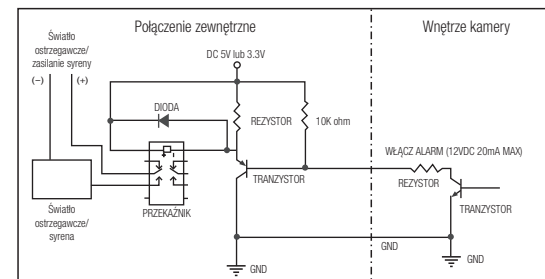 Połączenie zewnętrzne
Wnętrze kamery
Światło
ostrzegawcze/
zasilanie syreny
(−) (+)
DC 5V lub 3.3V
DIODA
REZYSTOR
10K ohm
WŁĄCZ ALARM (12VDC 20mA MAX)
REZYSTOR
TRANZYSTOR
TRANZYSTOR
PRZEKAŹNIK
Światło
ostrzegawcze/
syrena
GND
GND
GND